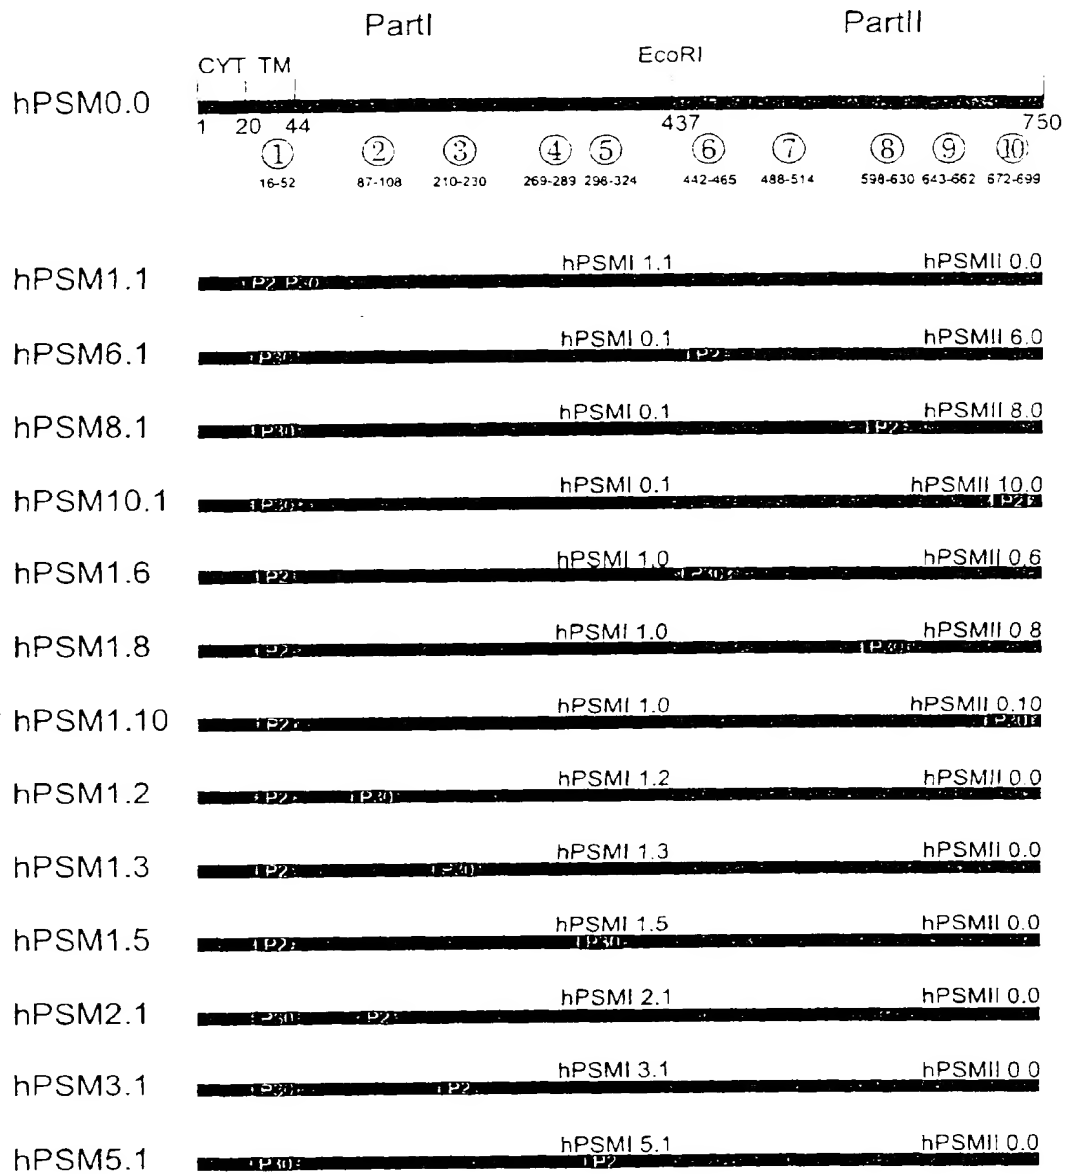 PartI PartII
CYT TM EcoRI
hPSM0.0
1 20 44 437 750
① ② ③ ④ ⑤ ⑥ ⑦ ⑧ ⑨ ⑩
16-52 87-108 210-230 269-289 298-324 442-465 488-514 598-630 643-662 672-699
hPSMI 1.1 hPSMII 0.0
hPSM1.1 P2 P30
hPSMI 0.1 hPSMII 6.0
hPSM6.1 P30 P2
hPSMI 0.1 hPSMII 8.0
hPSM8.1 P30 P2
hPSMI 0.1 hPSMII 10.0
hPSM10.1 P30 P2
hPSMI 1.0 hPSMII 0.6
hPSM1.6 P2 P30
hPSMI 1.0 hPSMII 0.8
hPSM1.8 P2 P30
hPSMI 1.0 hPSMII 0.10
hPSM1.10 P2 P30
hPSMI 1.2 hPSMII 0.0
hPSM1.2 P2 P30
hPSMI 1.3 hPSMII 0.0
hPSM1.3 P2 P30
hPSMI 1.5 hPSMII 0.0
hPSM1.5 P2 P30
hPSMI 2.1 hPSMII 0.0
hPSM2.1 P30 P2
hPSMI 3.1 hPSMII 0.0
hPSM3.1 P30 P2
hPSMI 5.1 hPSMII 0.0
hPSM5.1 P30 P2